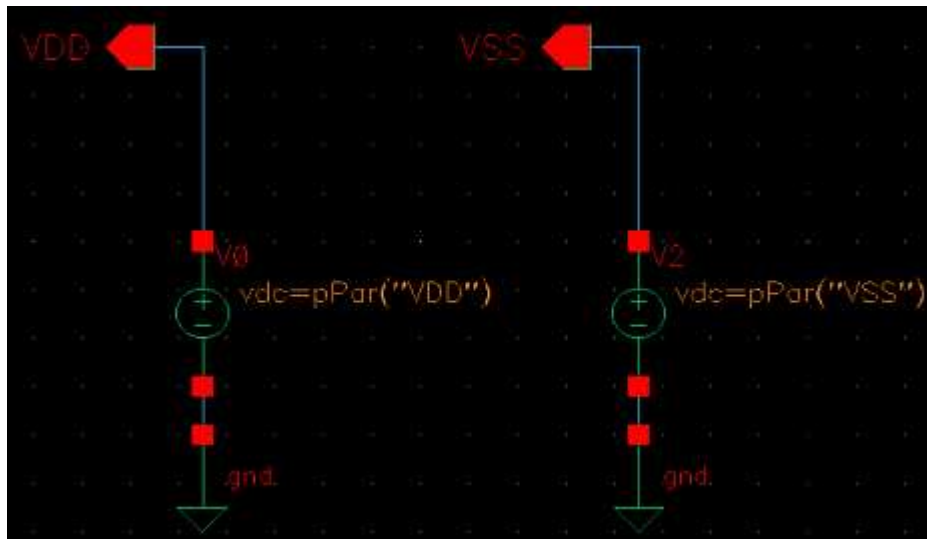 VDD VSS
V0 V2
vdc=pPar("VDD") vdc=pPar("VSS")
gnd gnd